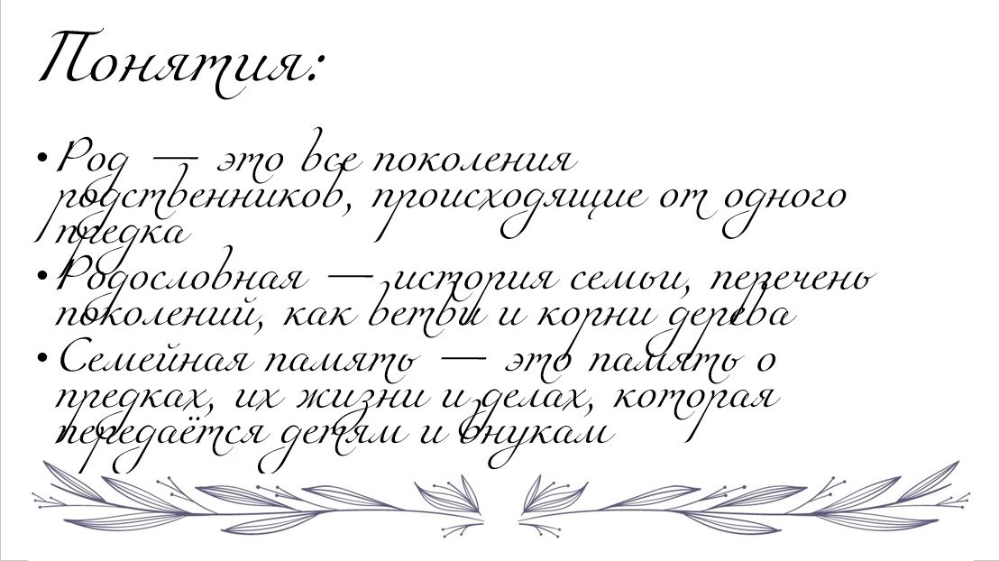 Понятия:
• Род — это все поколения
родственников, происходящие от одного
предка
• Родословная — история семьи, перечень
поколений, как ветви и корни дерева
• Семейная память — это память о
предках, их жизни и делах, которая
передаётся детям и внукам